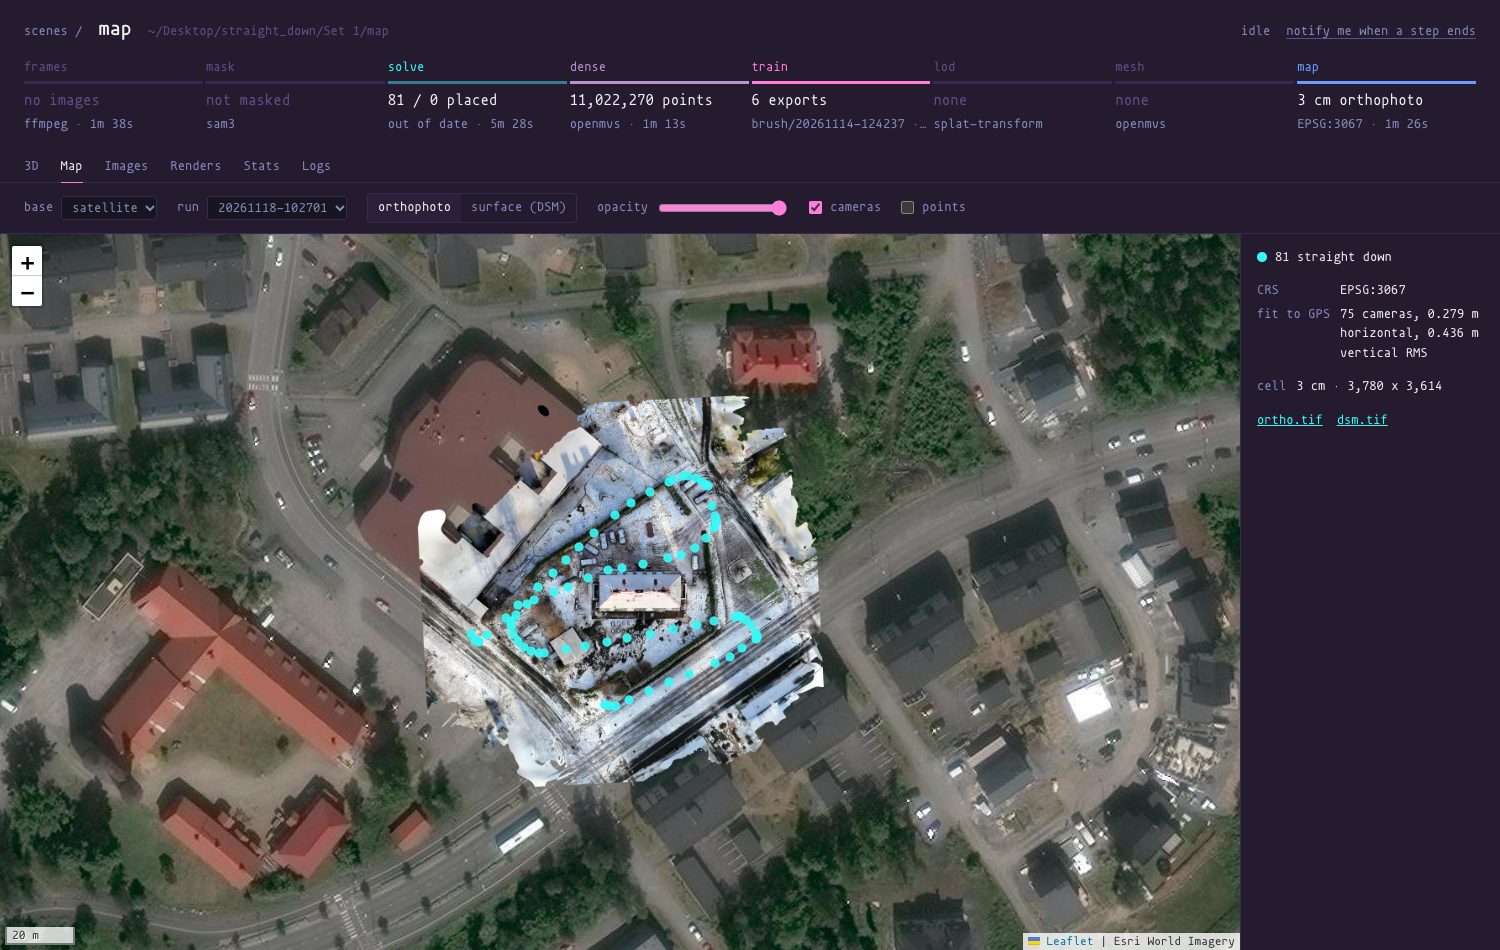 scenes / map ~/Desktop/straight_down/Set 1/map idle notify me when a step ends
frames mask solve dense train lod mesh map
no images not masked 81 / 0 placed 11,022,270 points 6 exports none none 3 cm orthophoto
ffmpeg · 1m 38s sam3 out of date · 5m 28s openmvs · 1m 13s brush/20261114-124237 ·… splat-transform openmvs EPSG:3067 · 1m 26s
3D Map Images Renders Stats Logs
base satellite run 20261118-102701 orthophoto surface (DSM) opacity cameras points
+
−
81 straight down
CRS EPSG:3067
fit to GPS 75 cameras, 0.279 m
horizontal, 0.436 m
vertical RMS
cell 3 cm · 3,780 x 3,614
ortho.tif dsm.tif
20 m
Leaflet | Esri World Imagery